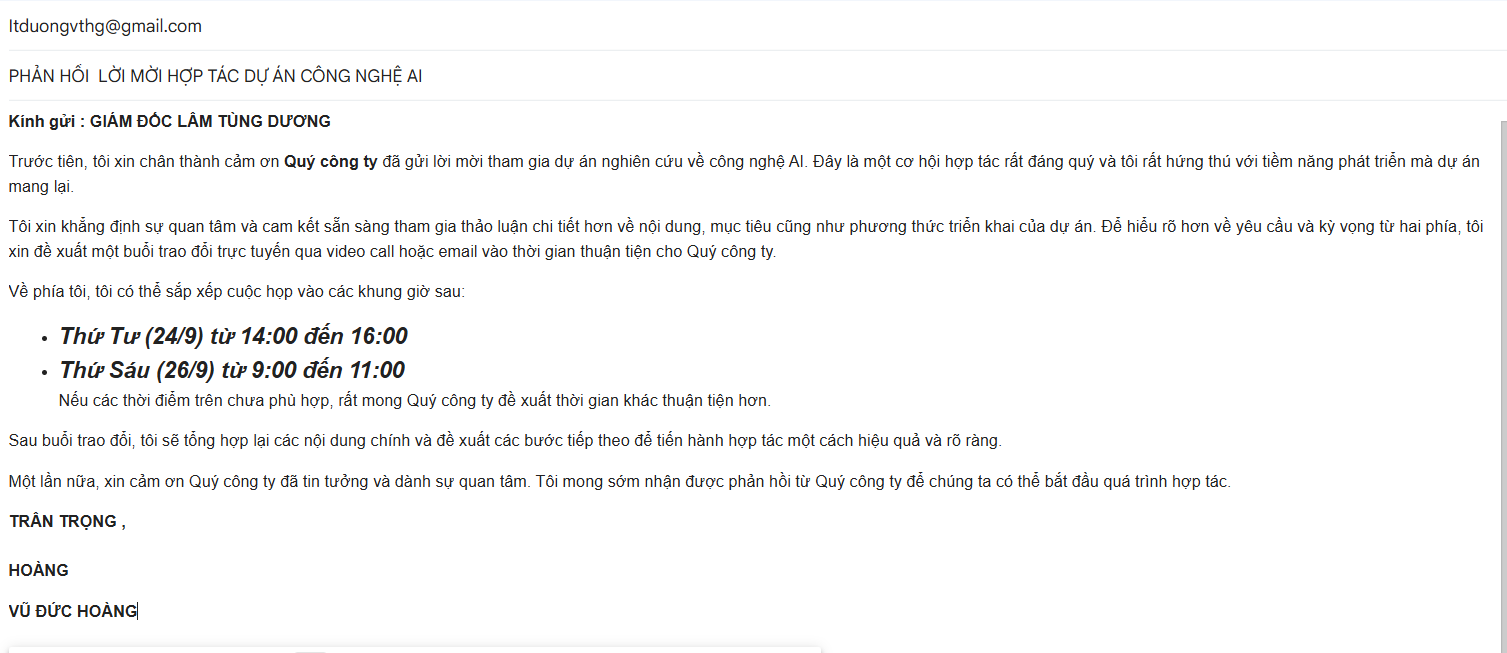 ltduongvthg@gmail.com
PHẢN HỒI  LỜI MỜI HỢP TÁC DỰ ÁN CÔNG NGHỆ AI
Kính gửi : GIÁM ĐỐC LÂM TÙNG DƯƠNG
Trước tiên, tôi xin chân thành cảm ơn Quý công ty đã gửi lời mời tham gia dự án nghiên cứu về công nghệ AI. Đây là một cơ hội hợp tác rất đáng quý và tôi rất hứng thú với tiềm năng phát triển mà dự án
mang lại.
Tôi xin khẳng định sự quan tâm và cam kết sẵn sàng tham gia thảo luận chi tiết hơn về nội dung, mục tiêu cũng như phương thức triển khai của dự án. Để hiểu rõ hơn về yêu cầu và kỳ vọng từ hai phía, tôi
xin đề xuất một buổi trao đổi trực tuyến qua video call hoặc email vào thời gian thuận tiện cho Quý công ty.
Về phía tôi, tôi có thể sắp xếp cuộc họp vào các khung giờ sau:
• Thứ Tư (24/9) từ 14:00 đến 16:00
• Thứ Sáu (26/9) từ 9:00 đến 11:00
Nếu các thời điểm trên chưa phù hợp, rất mong Quý công ty đề xuất thời gian khác thuận tiện hơn.
Sau buổi trao đổi, tôi sẽ tổng hợp lại các nội dung chính và đề xuất các bước tiếp theo để tiến hành hợp tác một cách hiệu quả và rõ ràng.
Một lần nữa, xin cảm ơn Quý công ty đã tin tưởng và dành sự quan tâm. Tôi mong sớm nhận được phản hồi từ Quý công ty để chúng ta có thể bắt đầu quá trình hợp tác.
TRÂN TRỌNG ,
HOÀNG
VŨ ĐỨC HOÀNG